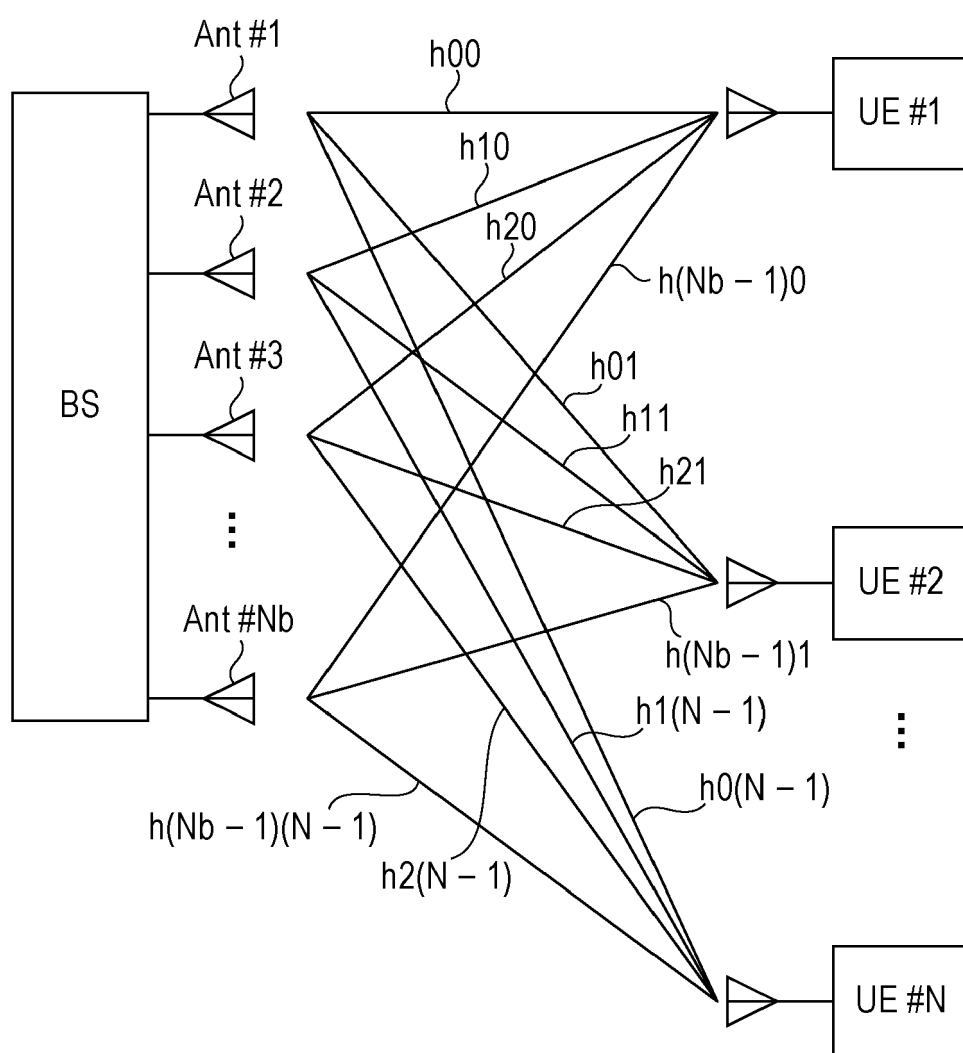 Ant #1
h00
UE #1
h10
Ant #2
h20
h(Nb – 1)0
Ant #3
h01
BS
h11
h21
...
Ant #Nb
UE #2
h(Nb – 1)1
h1(N – 1)
...
h0(N – 1)
h(Nb – 1)(N – 1)
h2(N – 1)
UE #N